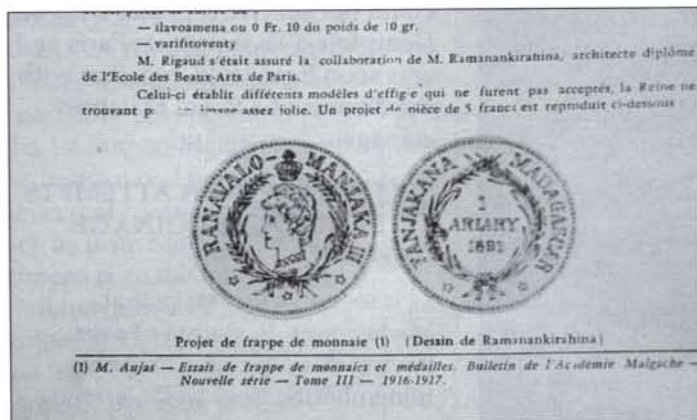 — ilavoamena ou 0 Fr. 10 du poids de 10 gr.
— varifitoventy
M. Rigaud s'était assuré la collaboration de M. Ramanankirahina, architecte diplômé
de l'Ecole des Beaux-Arts de Paris.
Celui-ci établit différents modèles d'effigie qui ne furent pas acceptés, la Reine ne
trouvant image assez jolie. Un projet de pièce de 5 francs est reproduit ci-dessous
RANAVALO - MANJAKA III
Essai
FANJAKANA MADAGASCAR
1
ARIARY
1891
Projet de frappe de monnaie (1) (Dessin de Ramanankirahina)
(1) M. Aujas — Essais de frappe de monnaies et médailles. Bulletin de l'Académie Malgache —
Nouvelle série — Tome III — 1916-1917.
ATTEMPTS